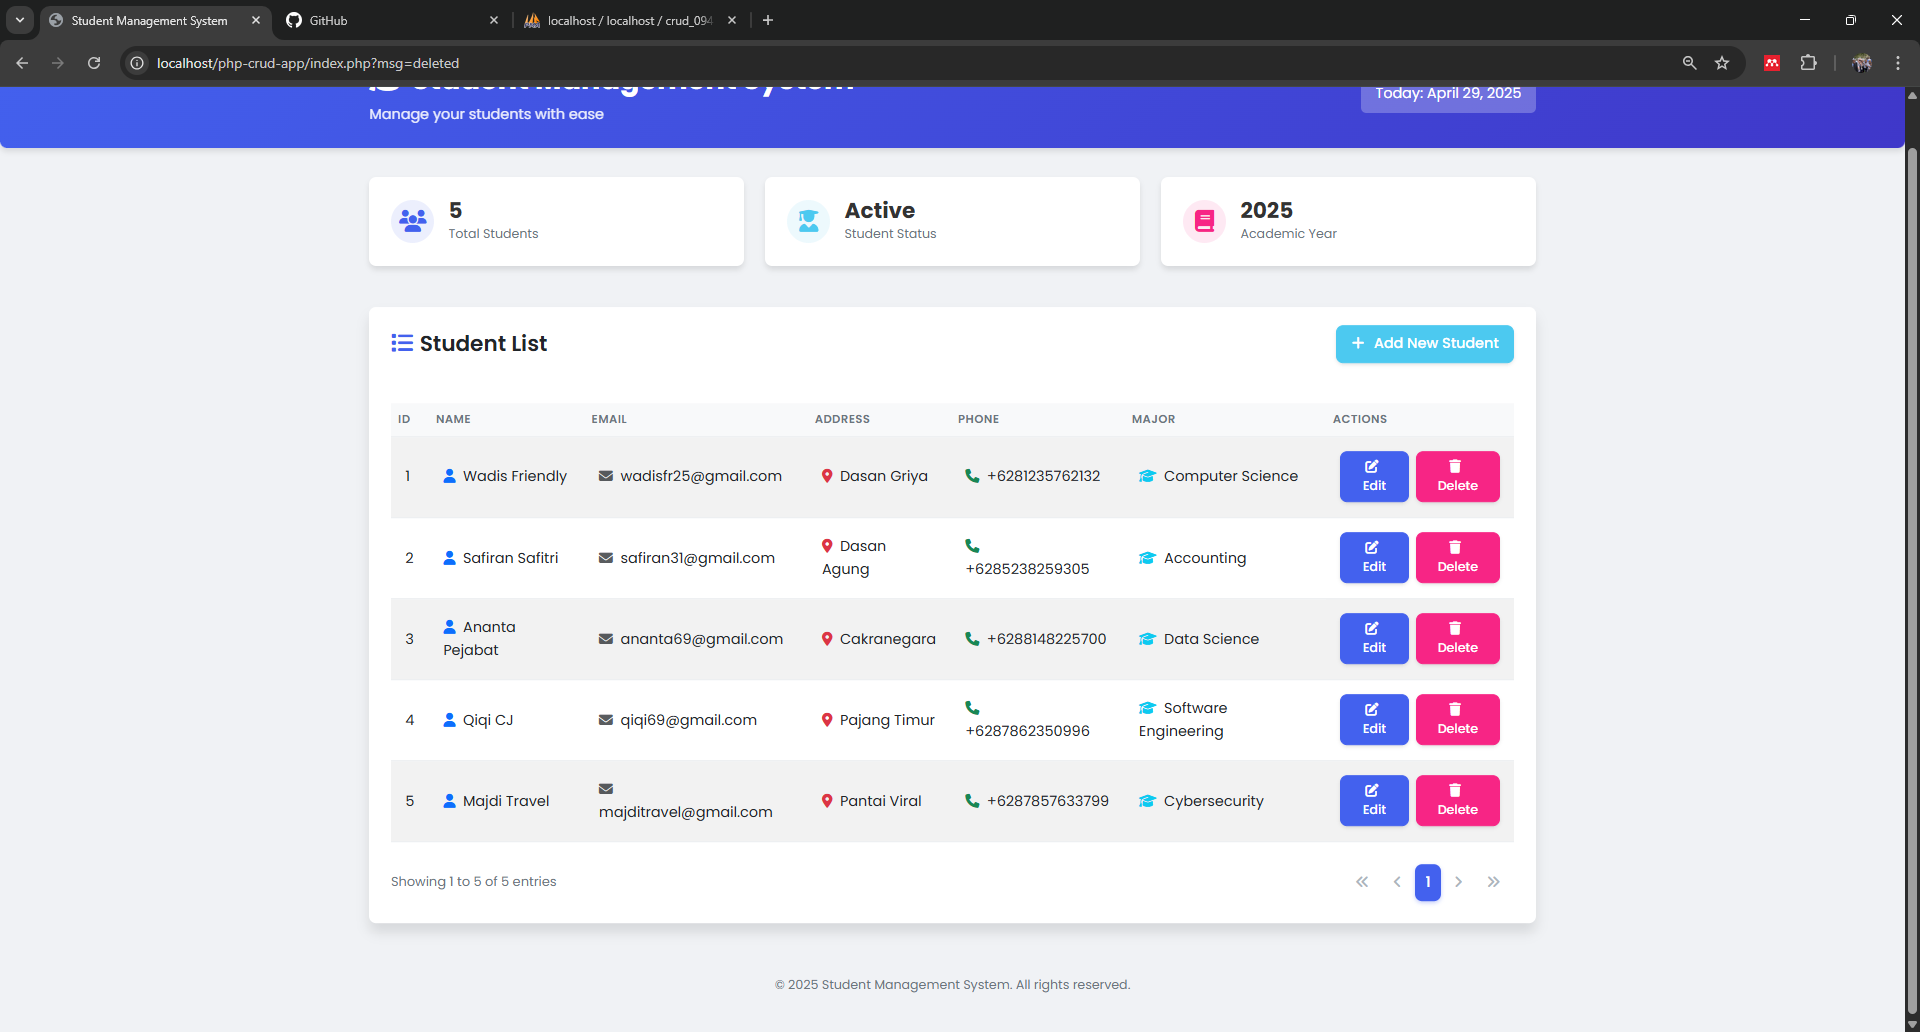 Student Management System
GitHub
localhost / localhost / crud_094
localhost/php-crud-app/index.php?msg=deleted
Student Management System
Today: April 29, 2025
Manage your students with ease
5
Total Students
Active
Student Status
2025
Academic Year
Student List
Add New Student
ID NAME EMAIL ADDRESS PHONE MAJOR ACTIONS
1 Wadis Friendly wadisfr25@gmail.com Dasan Griya +6281235762132 Computer Science Edit Delete
2 Safiran Safitri safiran31@gmail.com Dasan Agung +6285238259305 Accounting Edit Delete
3 Ananta Pejabat ananta69@gmail.com Cakranegara +6288148225700 Data Science Edit Delete
4 Qiqi CJ qiqi69@gmail.com Pajang Timur +6287862350996 Software Engineering Edit Delete
5 Majdi Travel majditravel@gmail.com Pantai Viral +6287857633799 Cybersecurity Edit Delete
Showing 1 to 5 of 5 entries
« ‹ 1 › »
© 2025 Student Management System. All rights reserved.